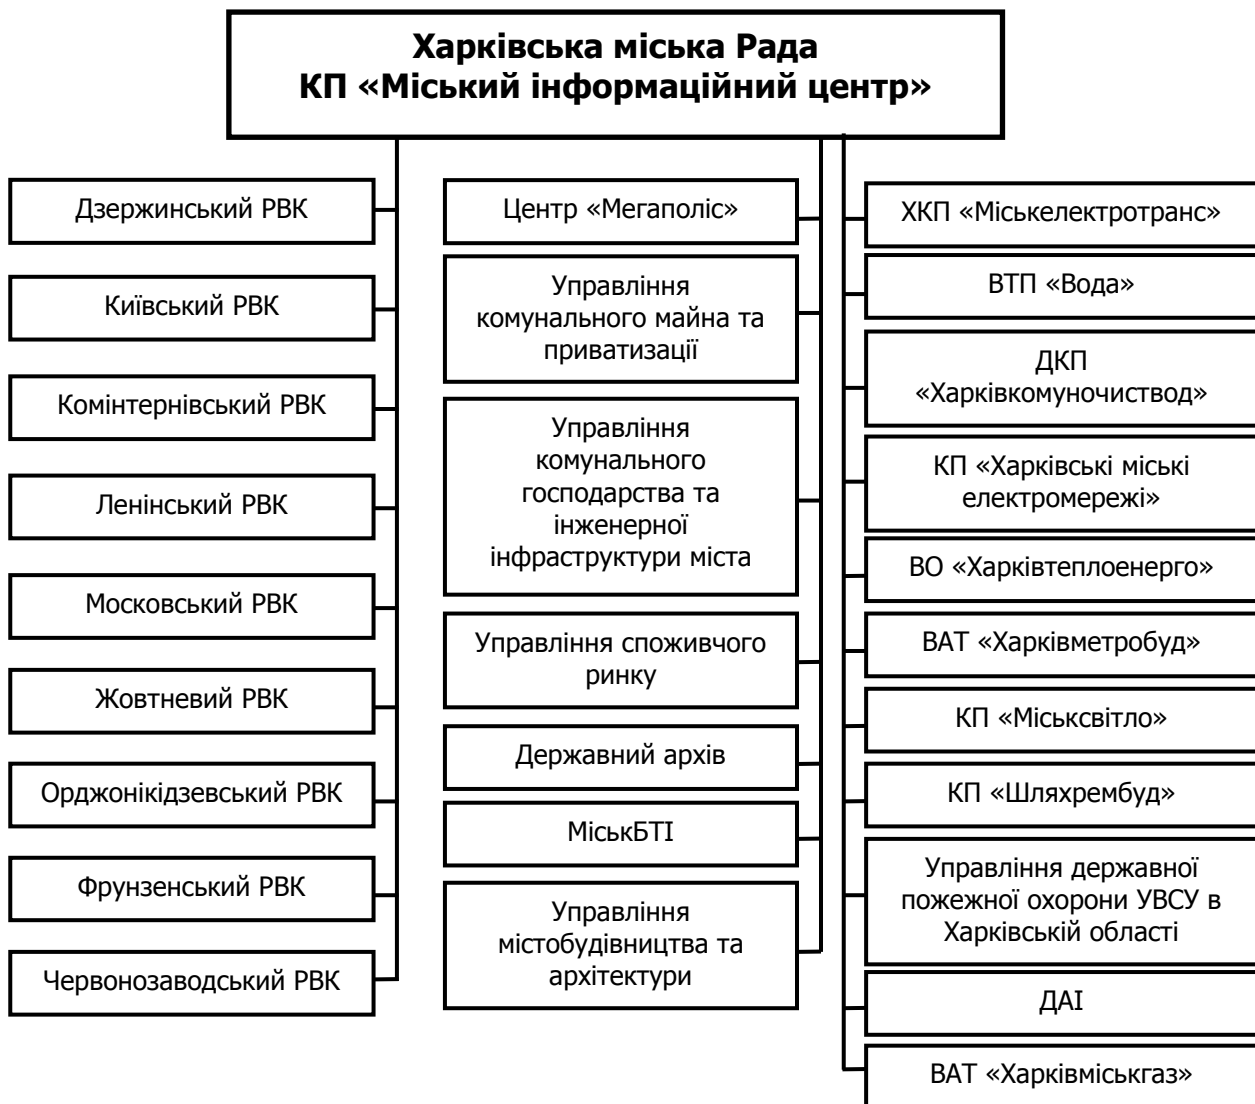 Харківська міська Рада
КП «Міський інформаційний центр»
Дзержинський РВК
Київський РВК
Комінтернівський РВК
Ленінський РВК
Московський РВК
Жовтневий РВК
Орджонікідзевський РВК
Фрунзенський РВК
Червонозаводський РВК
Центр «Мегаполіс»
Управління
комунального майна та
приватизації
Управління
комунального
господарства та
інженерної
інфраструктури міста
Управління споживчого
ринку
Державний архів
МіськБТІ
Управління
містобудівництва та
архітектури
ХКП «Міськелектротранс»
ВТП «Вода»
ДКП
«Харківкомуночиствод»
КП «Харківські міські
електромережі»
ВО «Харківтеплоенерго»
ВАТ «Харківметробуд»
КП «Міськсвітло»
КП «Шляхрембуд»
Управління державної
пожежної охорони УВСУ в
Харківській області
ДАІ
ВАТ «Харківміськгаз»